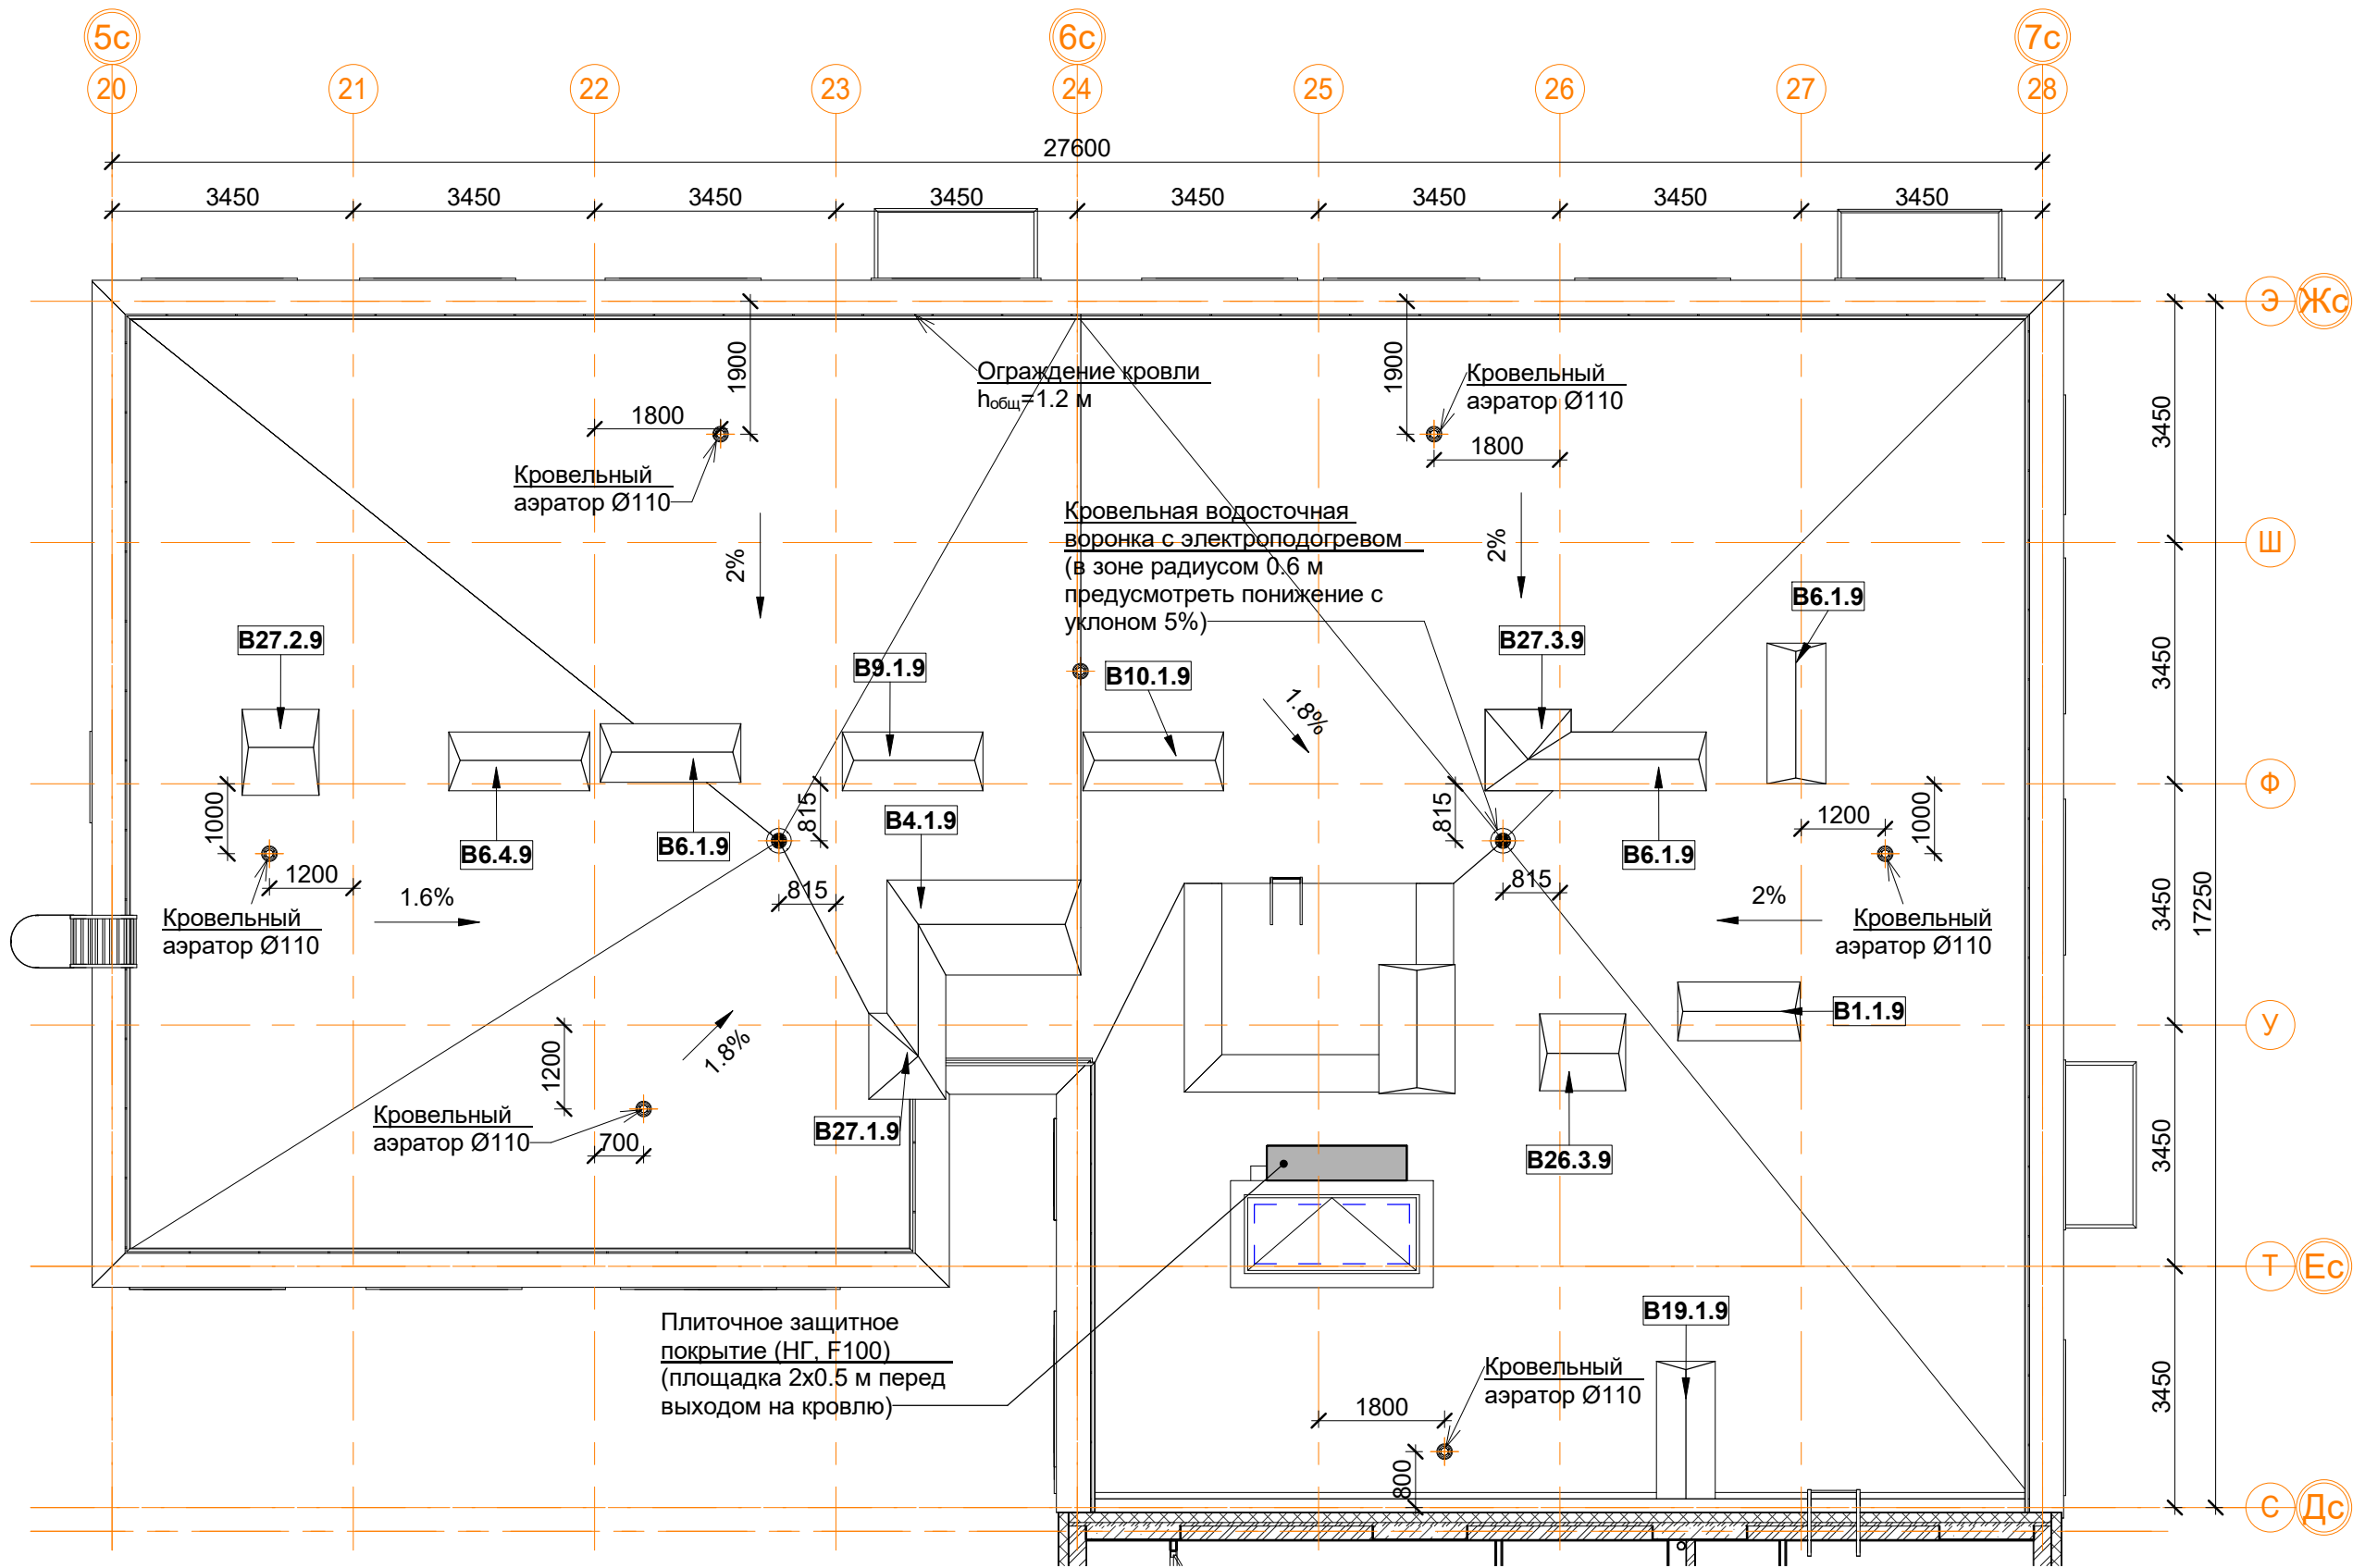 5с
6с
7с
20
21
22
23
24
25
26
27
28
27600
3450
3450
3450
3450
3450
3450
3450
3450
Э
Жс
1900
Ограждение кровли
hобщ=1.2 м
1900
Кровельный
аэратор Ø110
1800
1800
3450
Кровельный
аэратор Ø110
Кровельная водосточная
воронка с электроподогревом
(в зоне радиусом 0.6 м
предусмотреть понижение с
уклоном 5%)
2%
2%
Ш
В6.1.9
В27.2.9
В9.1.9
В10.1.9
В27.3.9
3450
1.8%
Ф
1000
815
815
1000
В6.4.9
В6.1.9
В4.1.9
В6.1.9
1200
1200
815
815
1.6%
2%
Кровельный
аэратор Ø110
Кровельный
аэратор Ø110
3450
17250
В1.1.9
У
1.8%
1200
Кровельный
аэратор Ø110
700
В27.1.9
В26.3.9
3450
Т
Ес
Плиточное защитное
покрытие (НГ, F100)
(площадка 2х0.5 м перед
выходом на кровлю)
В19.1.9
Кровельный
аэратор Ø110
1800
800
3450
С
Дс